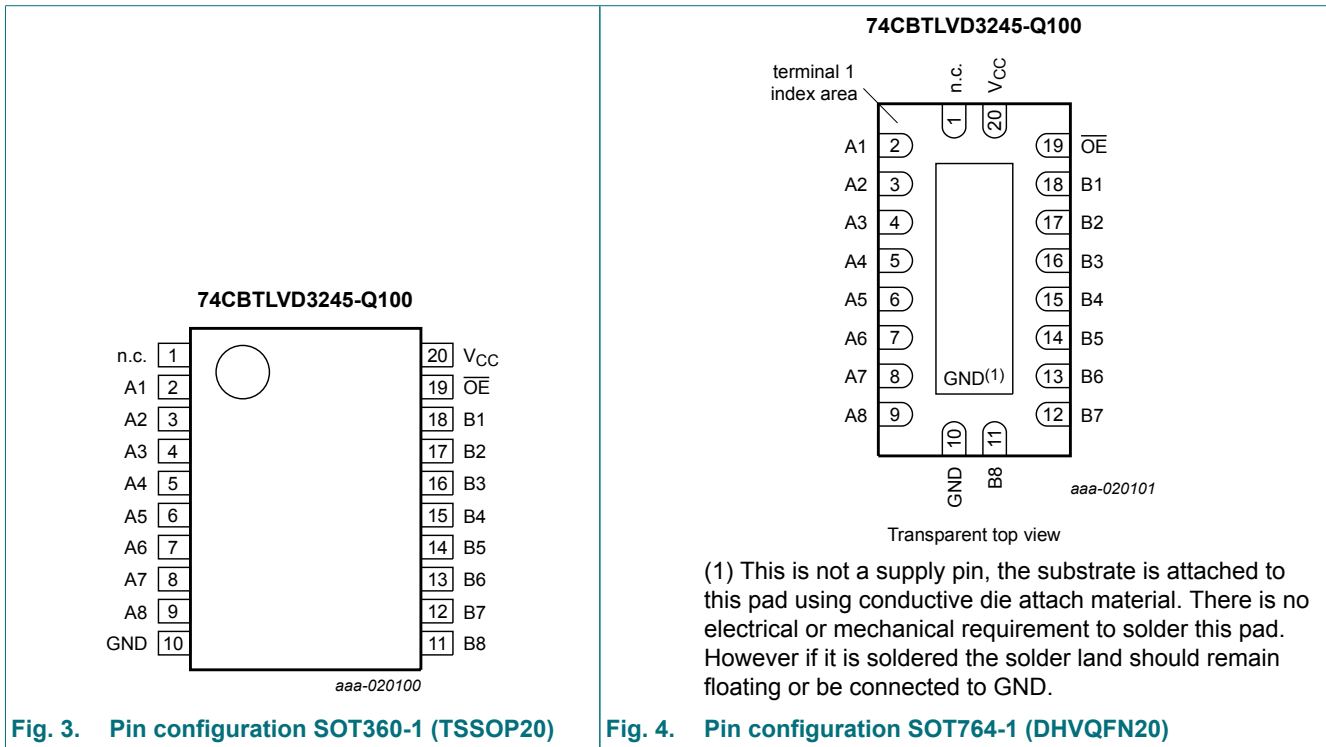 74CBTLVD3245-Q100
n.c. 1
A1 2
A2 3
A3 4
A4 5
A5 6
A6 7
A7 8
A8 9
GND 10
20 VCC
19 OE
18 B1
17 B2
16 B3
15 B4
14 B5
13 B6
12 B7
11 B8
aaa-020100
Fig. 3. Pin configuration SOT360-1 (TSSOP20)
74CBTLVD3245-Q100
terminal 1
index area
n.c. 1
VCC 20
A1 2
A2 3
A3 4
A4 5
A5 6
A6 7
A7 8
A8 9
19 OE
18 B1
17 B2
16 B3
15 B4
14 B5
13 B6
12 B7
GND(1)
10 GND
11 B8
aaa-020101
Transparent top view
(1) This is not a supply pin, the substrate is attached to
this pad using conductive die attach material. There is no
electrical or mechanical requirement to solder this pad.
However if it is soldered the solder land should remain
floating or be connected to GND.
Fig. 4. Pin configuration SOT764-1 (DHVQFN20)